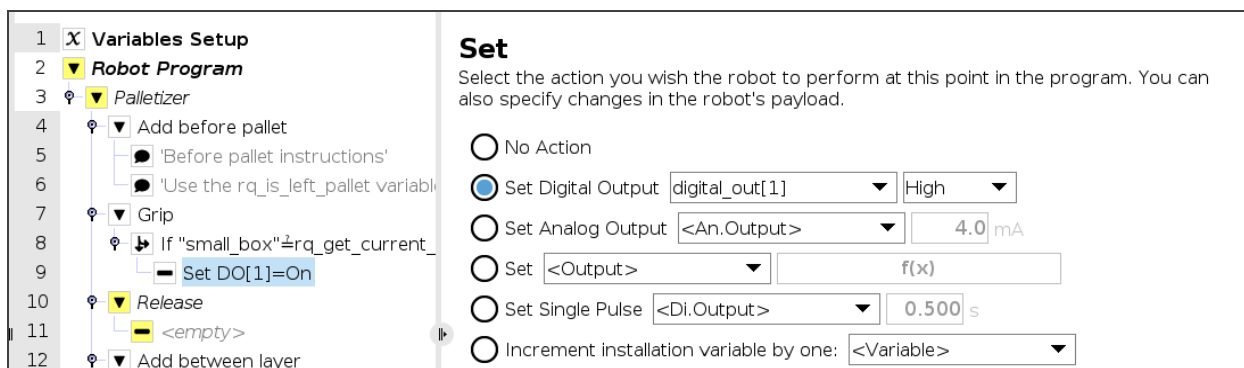 1 x Variables Setup
2 Robot Program
3 Palletizer
4 Add before pallet
5 'Before pallet instructions'
6 'Use the rq_is_left_pallet variabl
7 Grip
8 If "small_box"≟rq_get_current_
9 Set DO[1]=On
10 Release
11 <empty>
12 Add between layer
Set
Select the action you wish the robot to perform at this point in the program. You can
also specify changes in the robot's payload.
No Action
Set Digital Output digital_out[1] High
Set Analog Output <An.Output> 4.0 mA
Set <Output> f(x)
Set Single Pulse <Di.Output> 0.500 s
Increment installation variable by one: <Variable>